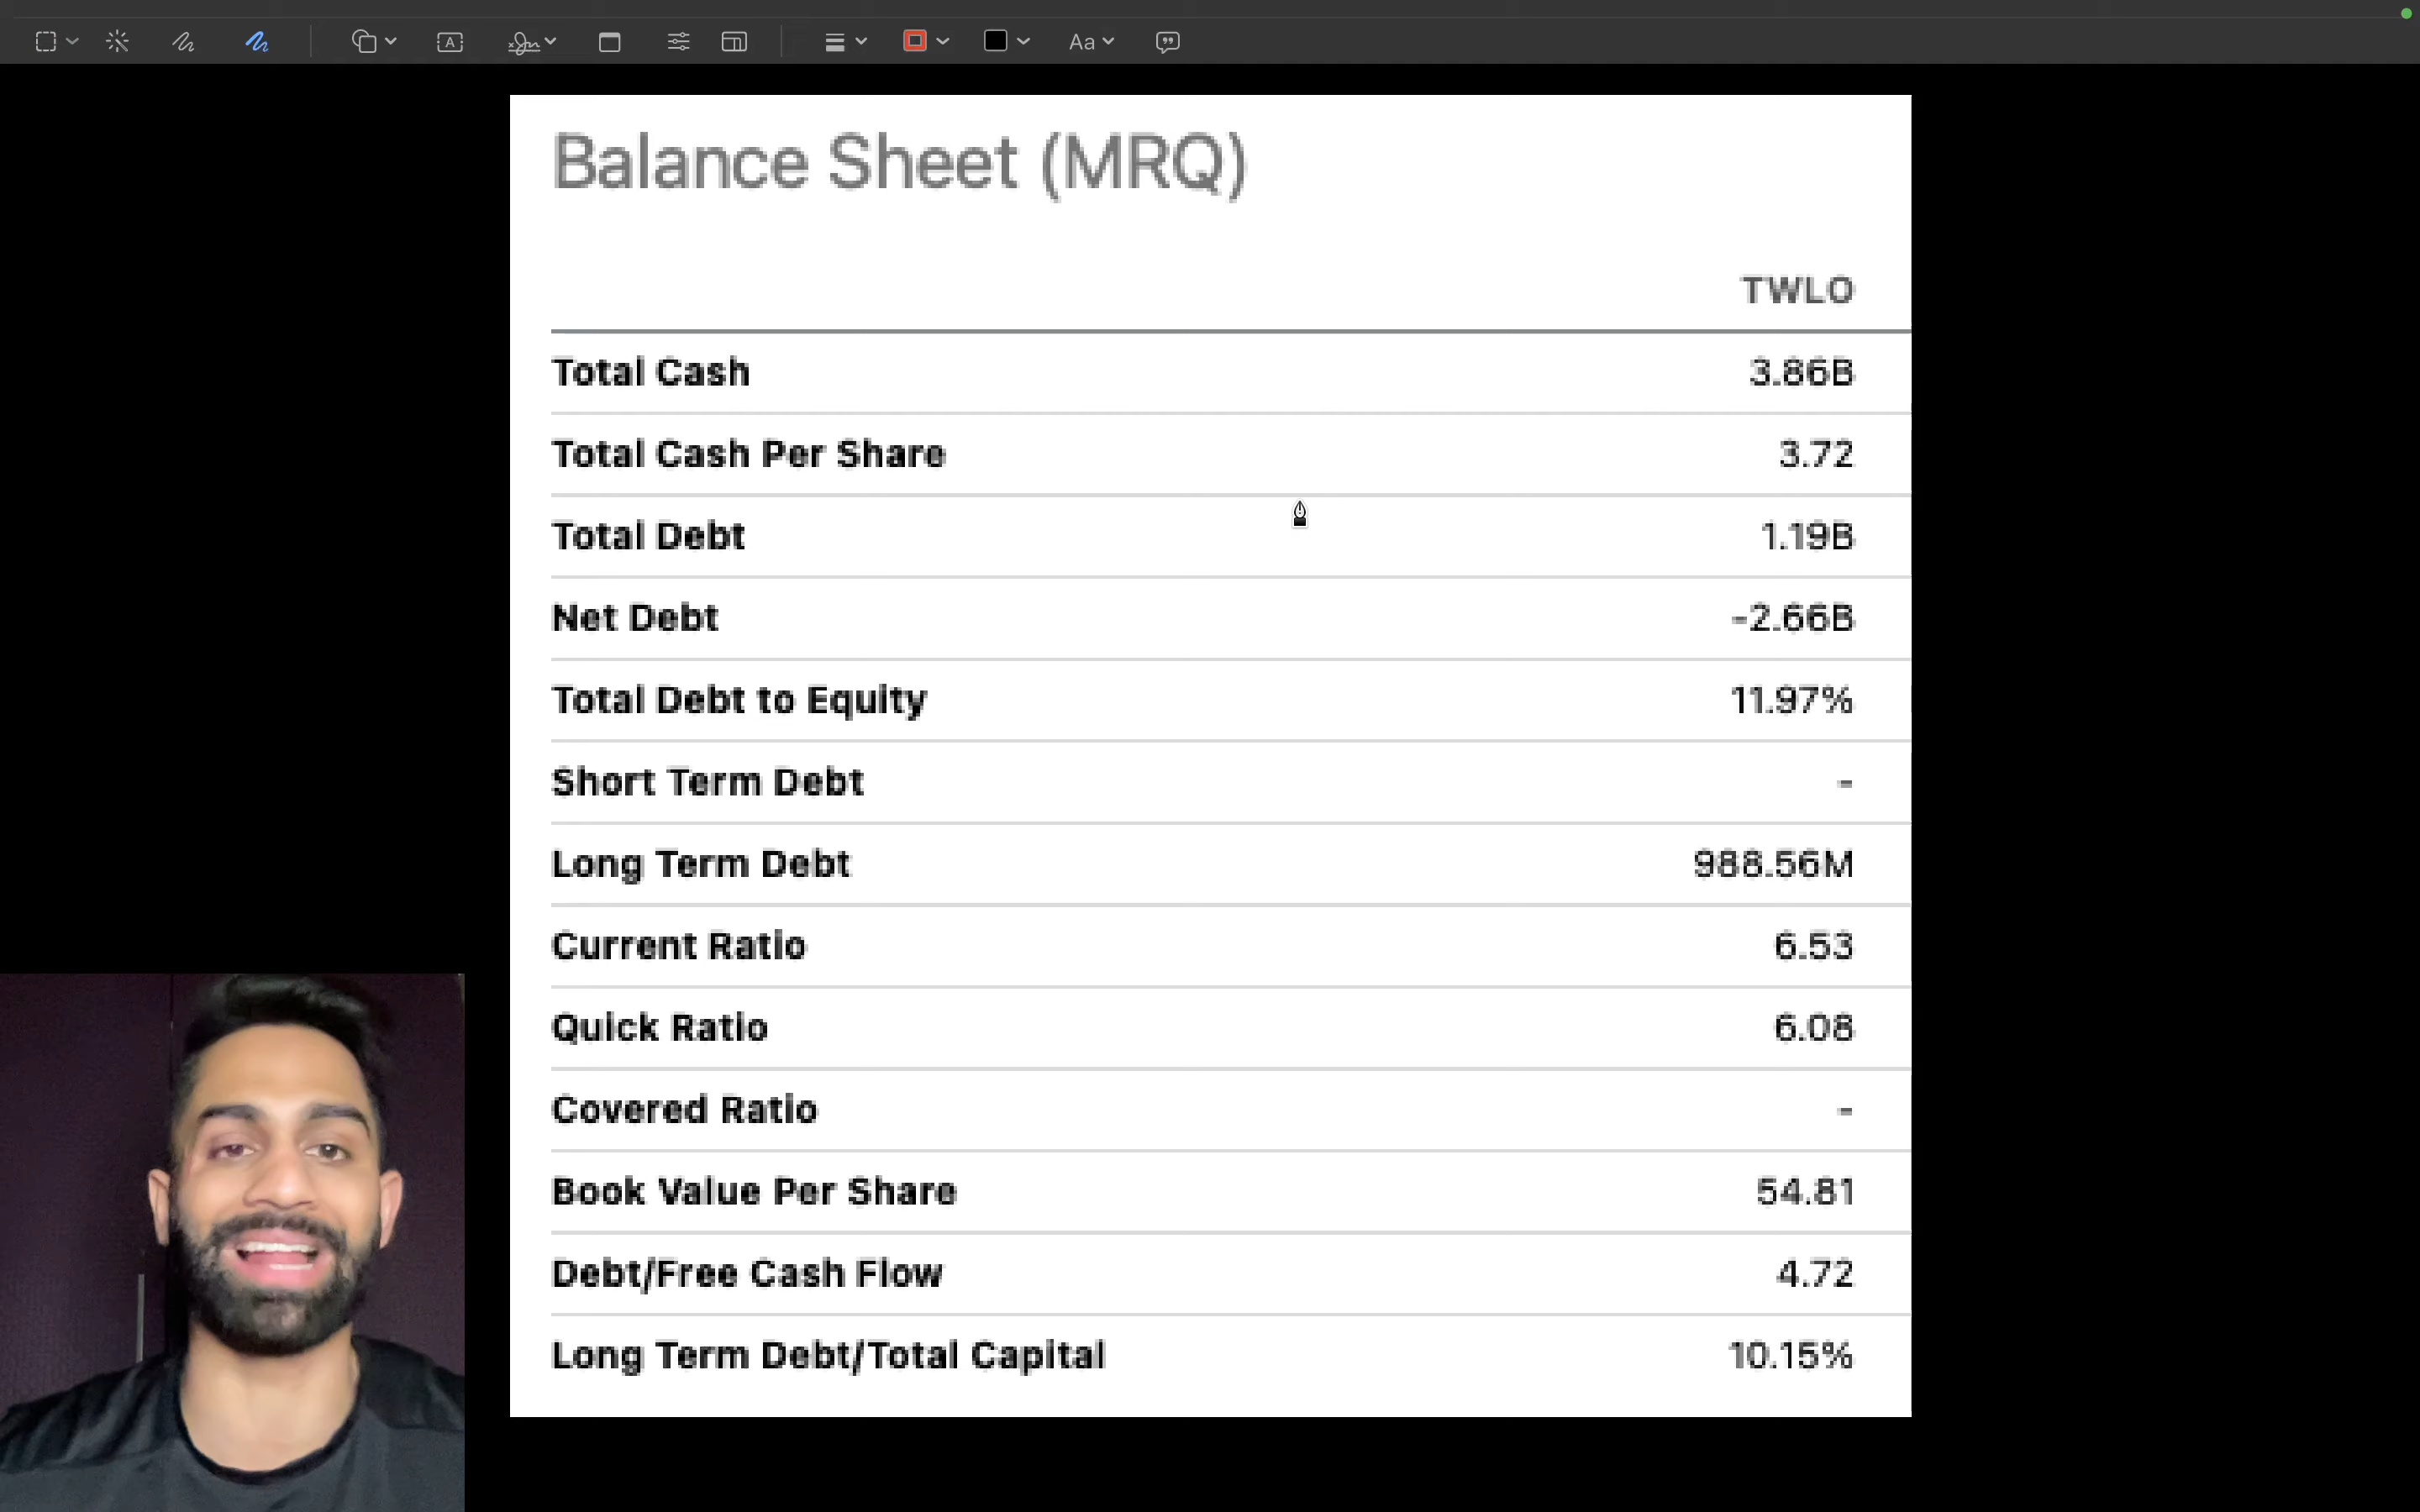 Aa
Balance Sheet (MRQ)
TWLO
Total Cash 3.86B
Total Cash Per Share 3.72
Total Debt 1.19B
Net Debt -2.66B
Total Debt to Equity 11.97%
Short Term Debt -
Long Term Debt 988.56M
Current Ratio 6.53
Quick Ratio 6.08
Covered Ratio -
Book Value Per Share 54.81
Debt/Free Cash Flow 4.72
Long Term Debt/Total Capital 10.15%